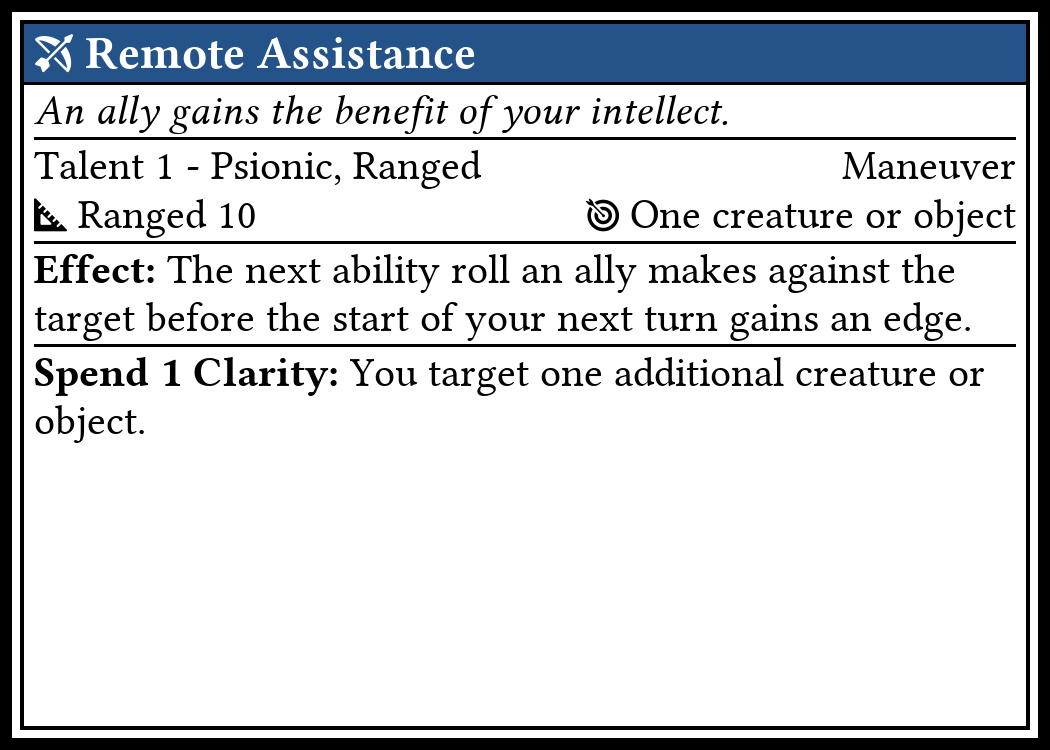 Remote Assistance
An ally gains the benefit of your intellect.
Talent 1 - Psionic, Ranged Maneuver
Ranged 10 One creature or object
Effect: The next ability roll an ally makes against the
target before the start of your next turn gains an edge.
Spend 1 Clarity: You target one additional creature or
object.